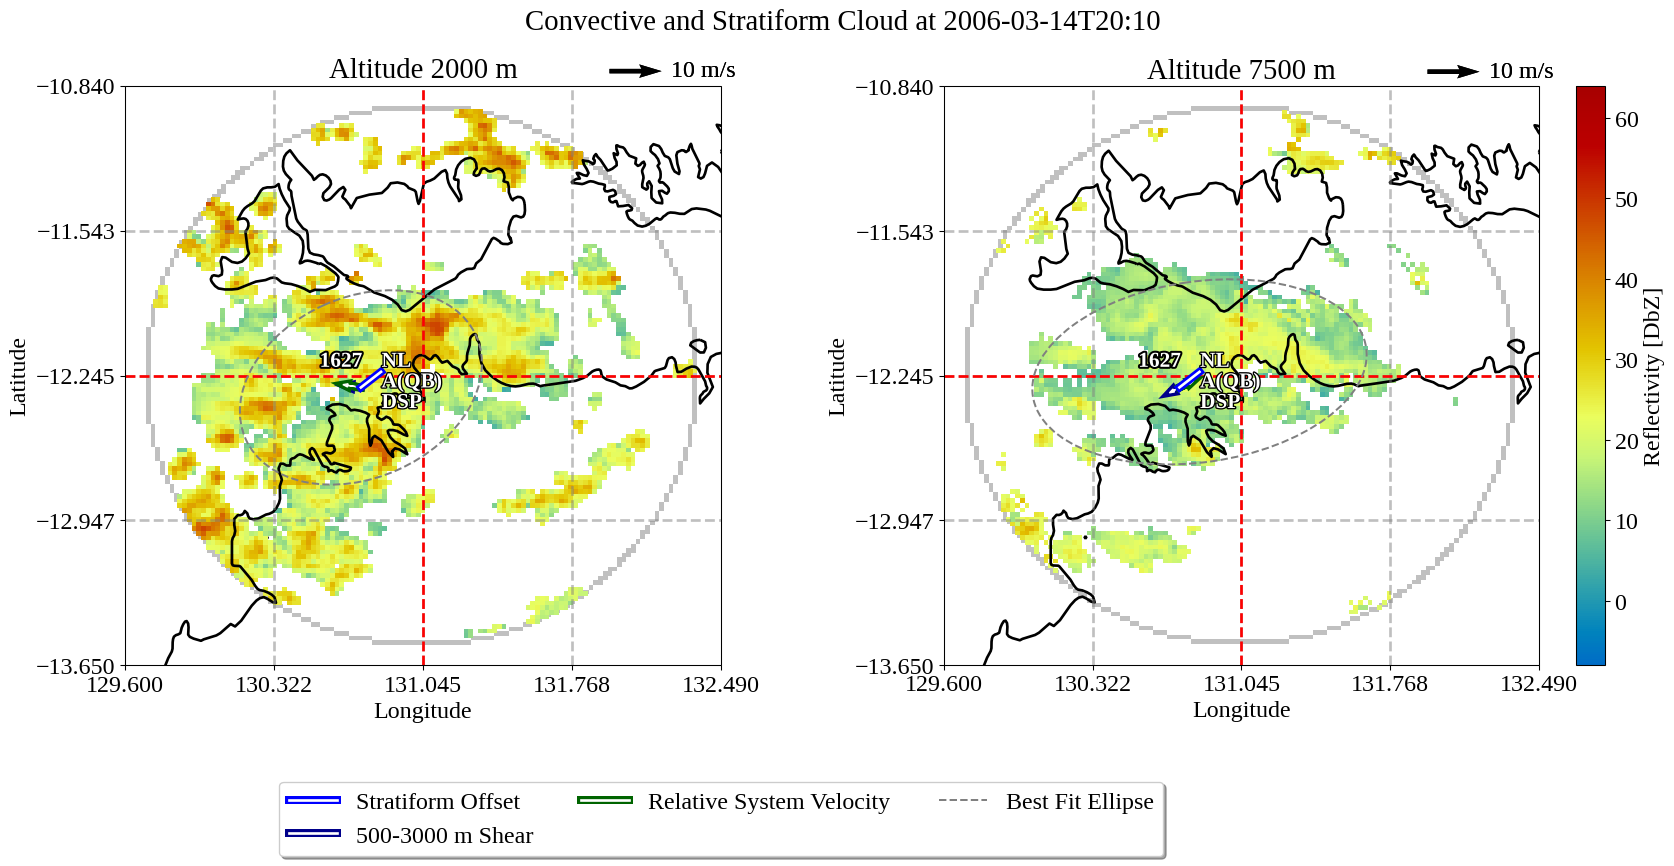 Convective and Stratiform Cloud at 2006-03-14T20:10
Altitude 2000 m
10 m/s
−10.840
−11.543
−12.245
−12.947
−13.650
129.600
130.322
131.045
131.768
132.490
Longitude
Latitude
1627
NL
A(QB)
DSP
Altitude 7500 m
10 m/s
−10.840
−11.543
−12.245
−12.947
−13.650
129.600
130.322
131.045
131.768
132.490
Longitude
Latitude
1627
NL
A(QB)
DSP
60
50
40
30
20
10
0
Reflectivity [DbZ]
Stratiform Offset
500-3000 m Shear
Relative System Velocity
Best Fit Ellipse